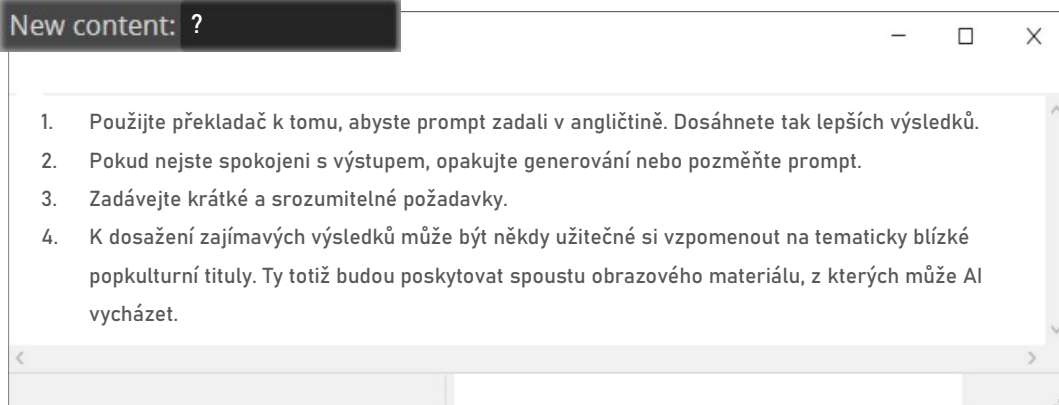 New content: ?
1. Použijte překladač k tomu, abyste prompt zadali v angličtině. Dosáhnete tak lepších výsledků.
2. Pokud nejste spokojeni s výstupem, opakujte generování nebo pozměňte prompt.
3. Zadávejte krátké a srozumitelné požadavky.
4. K dosažení zajímavých výsledků může být někdy užitečné si vzpomenout na tematicky blízké
popkulturní tituly. Ty totiž budou poskytovat spoustu obrazového materiálu, z kterých může AI
vycházet.